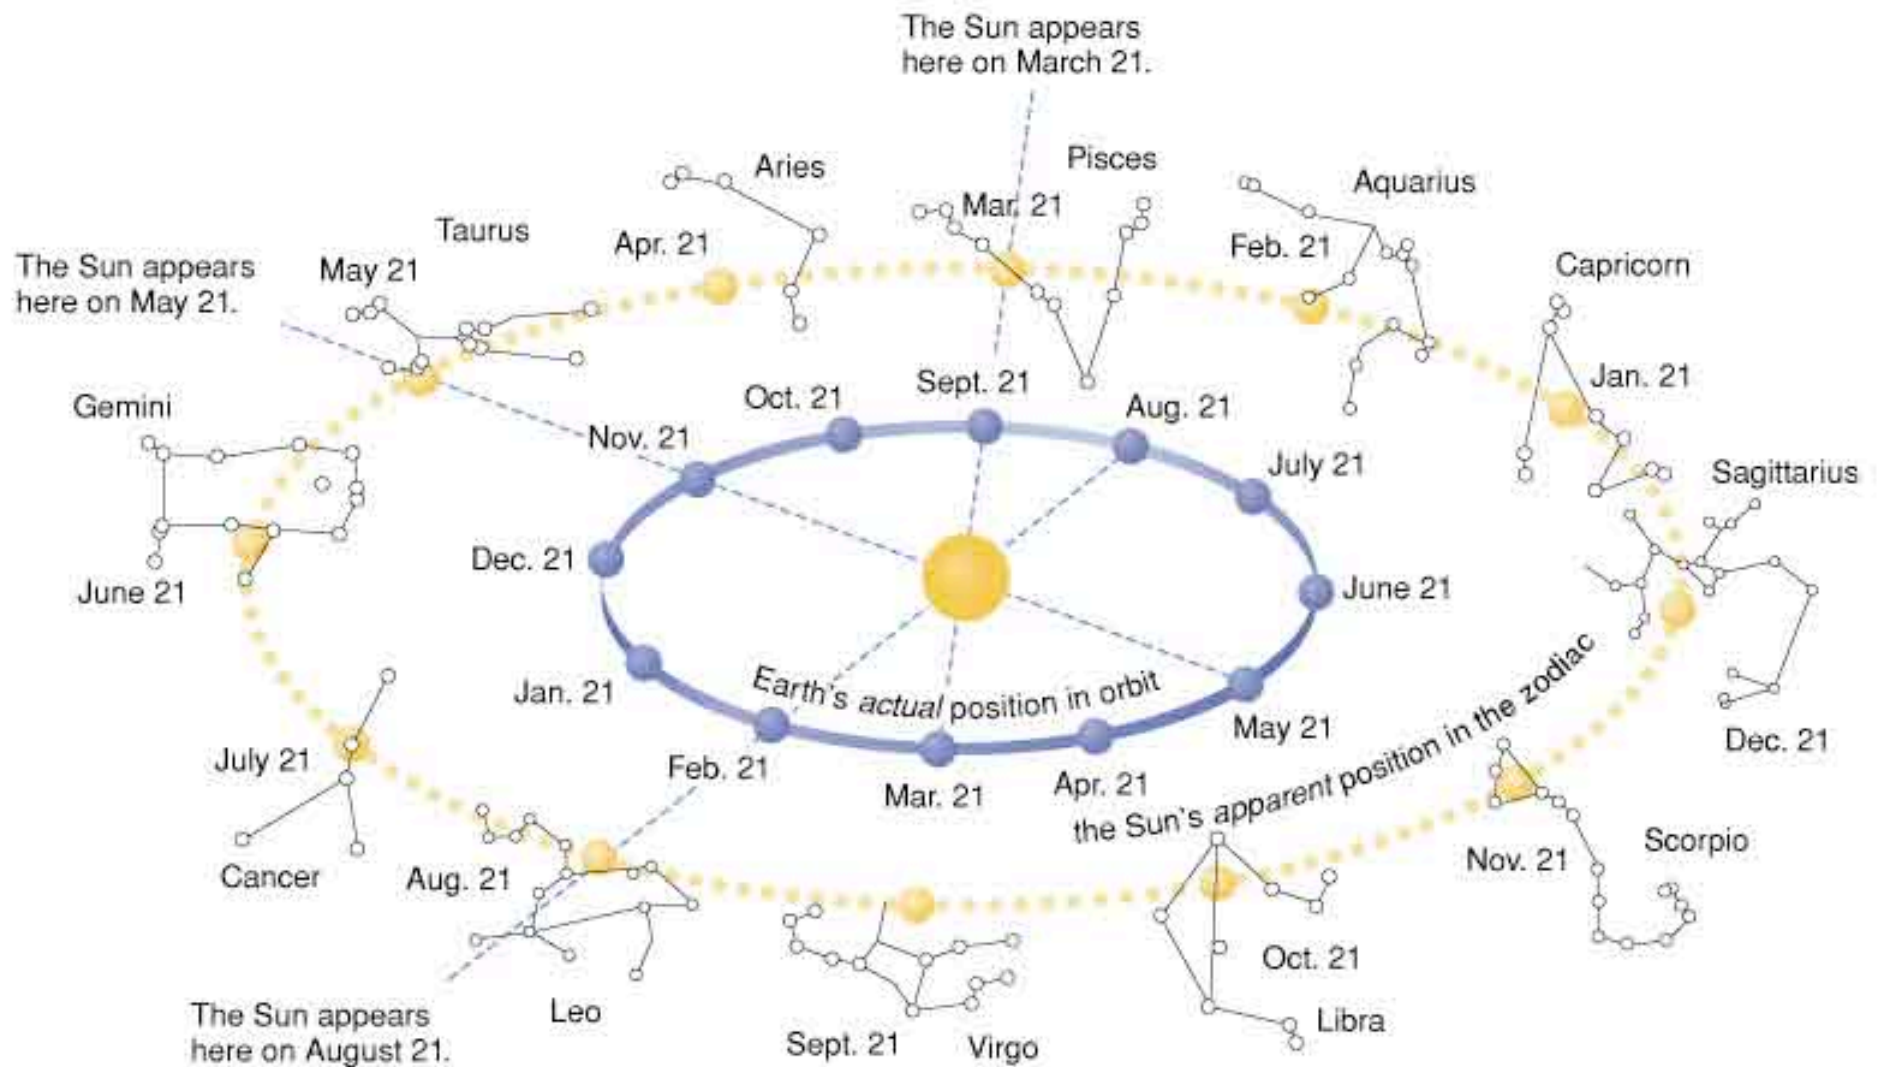 The Sun appears
here on March 21.
Pisces
Aries
Aquarius
Mar. 21
Taurus
Apr. 21
Feb. 21
The Sun appears
here on May 21.
May 21
Capricorn
Gemini
Oct. 21
Sept. 21
Aug. 21
Jan. 21
Nov. 21
July 21
Sagittarius
Dec. 21
June 21
June 21
Jan. 21
Earth's actual position in orbit
May 21
the Sun's apparent position in the zodiac
Dec. 21
July 21
Feb. 21
Mar. 21
Apr. 21
Cancer
Aug. 21
Nov. 21
Scorpio
Oct. 21
Leo
Libra
The Sun appears
here on August 21.
Sept. 21
Virgo